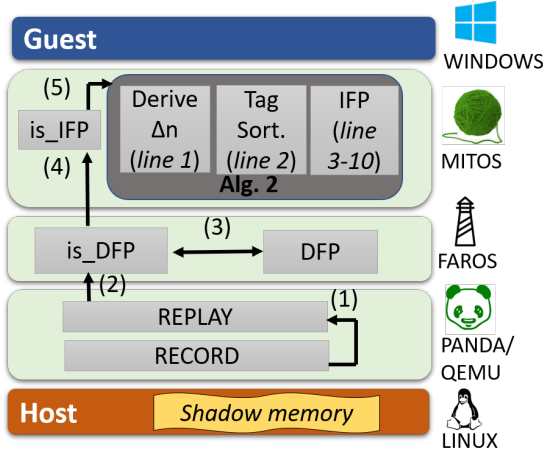 Guest
WINDOWS
(5)
is_IFP
(4)
Derive
Δn
(line 1)
Tag
Sort.
(line 2)
IFP
(line
3-10)
Alg. 2
MITOS
is_DFP
(3)
DFP
FAROS
(2)
(1)
REPLAY
RECORD
PANDA/
QEMU
Host
Shadow memory
LINUX